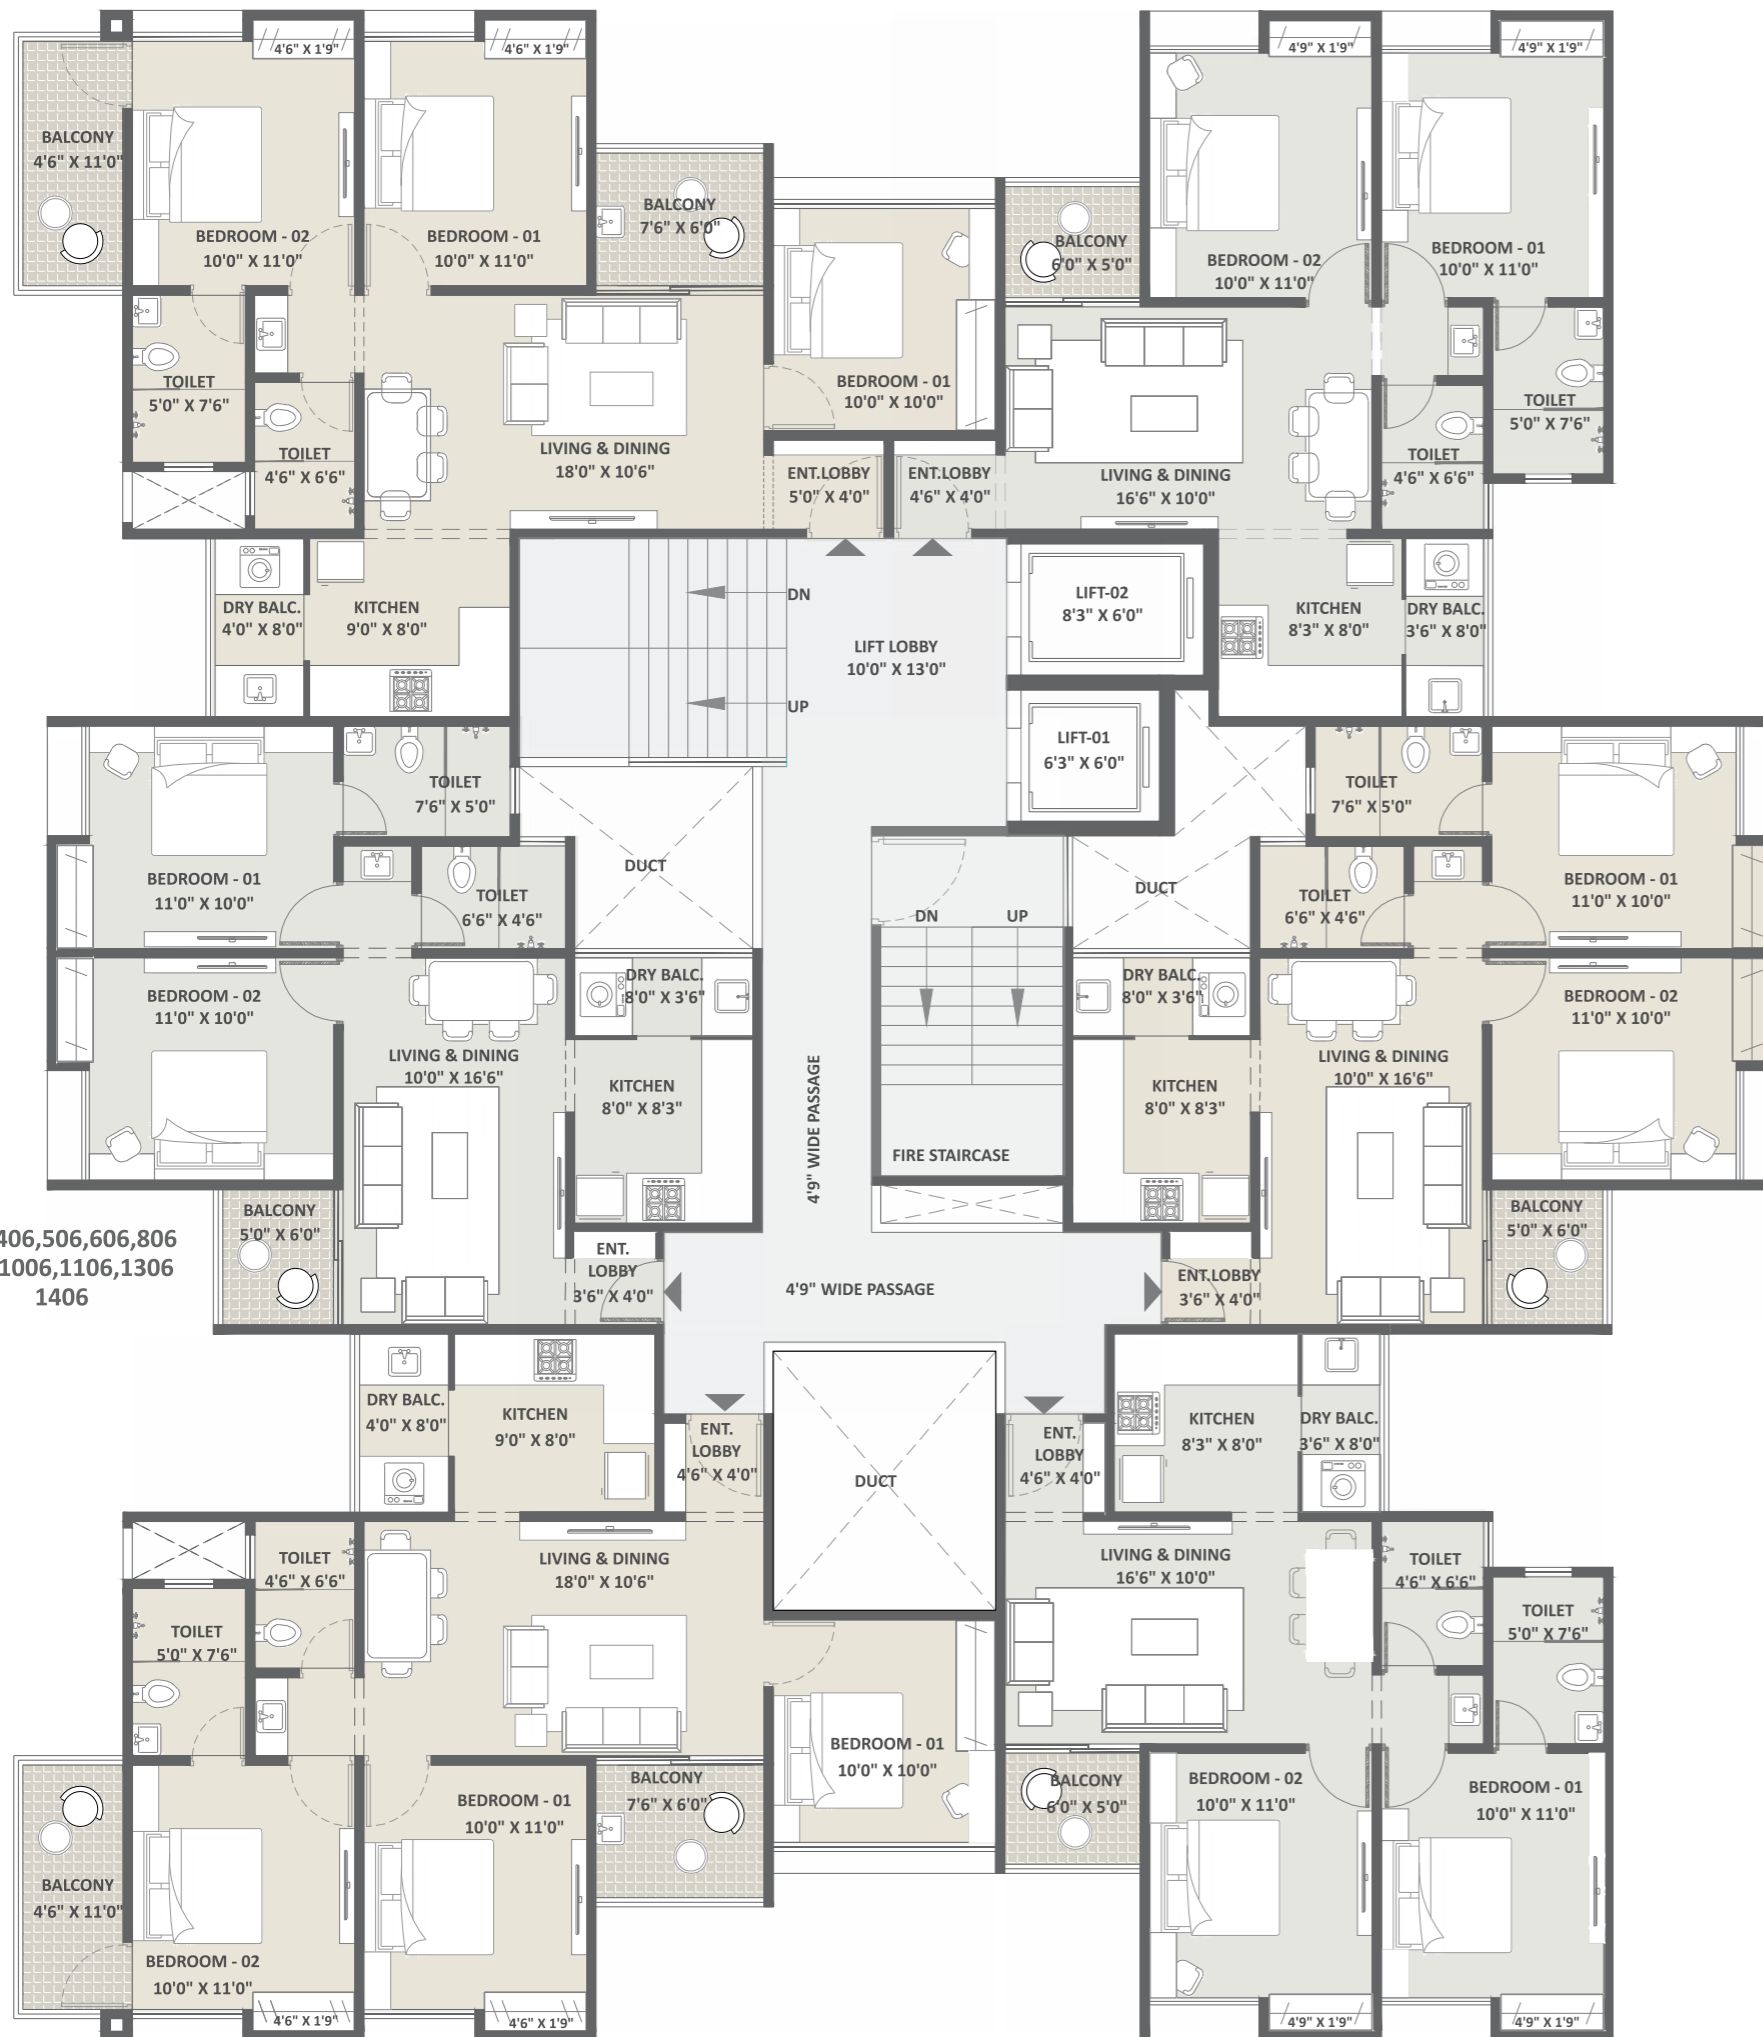 4'6" X 1'9"
4'6" X 1'9"
4'9" X 1'9"
4'9" X 1'9"
BALCONY
4'6" X 11'0"
BEDROOM - 02
10'0" X 11'0"
BEDROOM - 01
10'0" X 11'0"
BALCONY
7'6" X 6'0"
BALCONY
6'0" X 5'0"
BEDROOM - 02
10'0" X 11'0"
BEDROOM - 01
10'0" X 11'0"
BEDROOM - 01
10'0" X 10'0"
TOILET
5'0" X 7'6"
TOILET
4'6" X 6'6"
LIVING & DINING
18'0" X 10'6"
ENT.LOBBY
5'0" X 4'0"
ENT.LOBBY
4'6" X 4'0"
LIVING & DINING
16'6" X 10'0"
TOILET
4'6" X 6'6"
TOILET
5'0" X 7'6"
DRY BALC.
4'0" X 8'0"
KITCHEN
9'0" X 8'0"
DN
UP
LIFT LOBBY
10'0" X 13'0"
LIFT-02
8'3" X 6'0"
KITCHEN
8'3" X 8'0"
DRY BALC.
3'6" X 8'0"
LIFT-01
6'3" X 6'0"
TOILET
7'6" X 5'0"
TOILET
7'6" X 5'0"
BEDROOM - 01
11'0" X 10'0"
TOILET
6'6" X 4'6"
DUCT
DUCT
TOILET
6'6" X 4'6"
BEDROOM - 01
11'0" X 10'0"
DN
UP
BEDROOM - 02
11'0" X 10'0"
DRY BALC.
8'0" X 3'6"
DRY BALC.
8'0" X 3'6"
BEDROOM - 02
11'0" X 10'0"
LIVING & DINING
10'0" X 16'6"
KITCHEN
8'0" X 8'3"
4'9" WIDE PASSAGE
KITCHEN
8'0" X 8'3"
LIVING & DINING
10'0" X 16'6"
FIRE STAIRCASE
BALCONY
5'0" X 6'0"
BALCONY
5'0" X 6'0"
406,506,606,806
1006,1106,1306
1406
ENT.
LOBBY
3'6" X 4'0"
4'9" WIDE PASSAGE
ENT.LOBBY
3'6" X 4'0"
DRY BALC.
4'0" X 8'0"
KITCHEN
9'0" X 8'0"
ENT.
LOBBY
4'6" X 4'0"
DUCT
ENT.
LOBBY
4'6" X 4'0"
KITCHEN
8'3" X 8'0"
DRY BALC.
3'6" X 8'0"
TOILET
4'6" X 6'6"
LIVING & DINING
18'0" X 10'6"
LIVING & DINING
16'6" X 10'0"
TOILET
4'6" X 6'6"
TOILET
5'0" X 7'6"
TOILET
5'0" X 7'6"
BEDROOM - 01
10'0" X 10'0"
BALCONY
7'6" X 6'0"
BALCONY
6'0" X 5'0"
BEDROOM - 02
10'0" X 11'0"
BEDROOM - 01
10'0" X 11'0"
BEDROOM - 01
10'0" X 11'0"
BALCONY
4'6" X 11'0"
BEDROOM - 02
10'0" X 11'0"
4'6" X 1'9"
4'6" X 1'9"
4'9" X 1'9"
4'9" X 1'9"